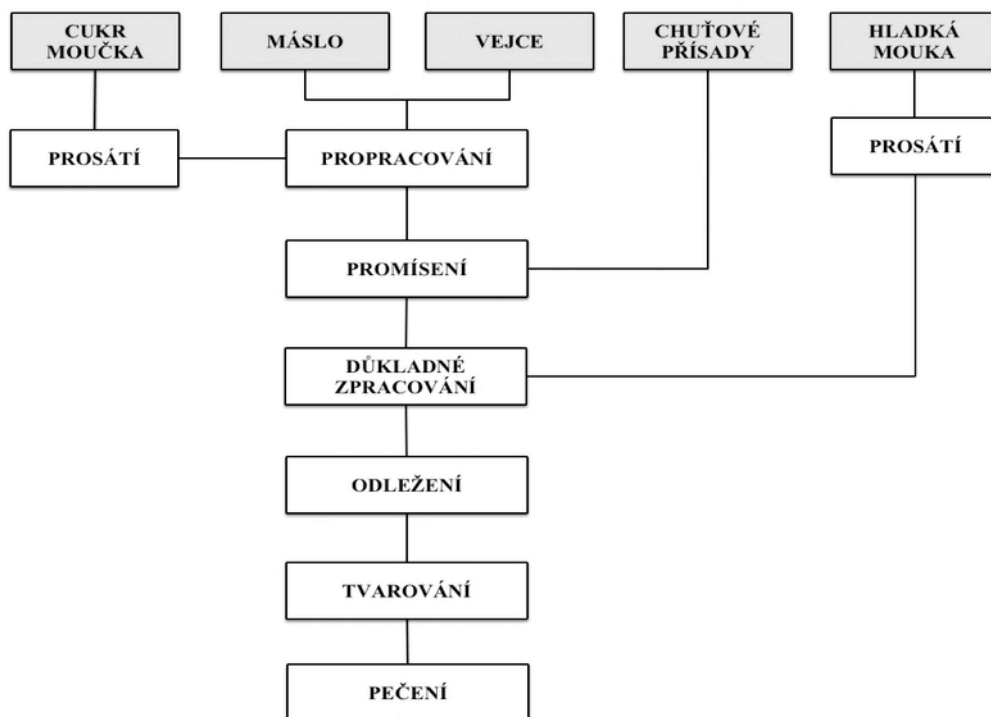 CUKR
MOUČKA
MÁSLO
VEJCE
CHUŤOVÉ
PŘÍSADY
HLADKÁ
MOUKA
PROSÁTÍ
PROPRACOVÁNÍ
PROSÁTÍ
PROMÍSENÍ
DŮKLADNÉ
ZPRACOVÁNÍ
ODLEŽENÍ
TVAROVÁNÍ
PEČENÍ